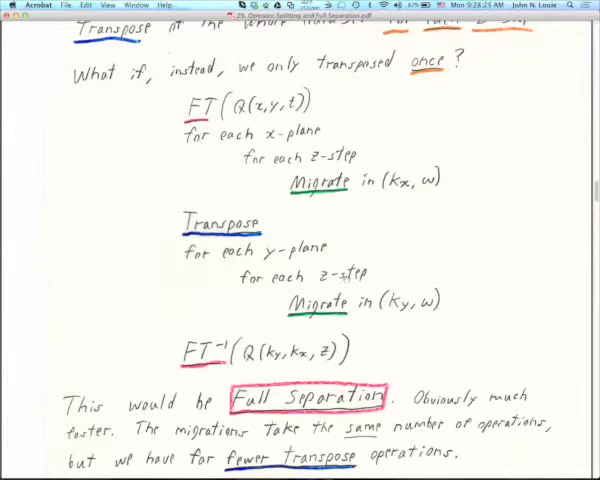 Acrobat File Edit View Window Help
87% Mon 9:28:25 AM John N. Louie
29. Operator Splitting and Full Separation.pdf
Transpose of the whole
What if, instead, we only transposed once?
FT(Q(x,y,t))
for each x-plane
for each z-step
Migrate in (kx, ω)
Transpose
for each y-plane
for each z-step
Migrate in (ky, ω)
FT⁻¹(Q(ky,kx,z))
This would be Full Separation. Obviously much
faster. The migrations take the same number of operations,
but we have far fewer transpose operations.